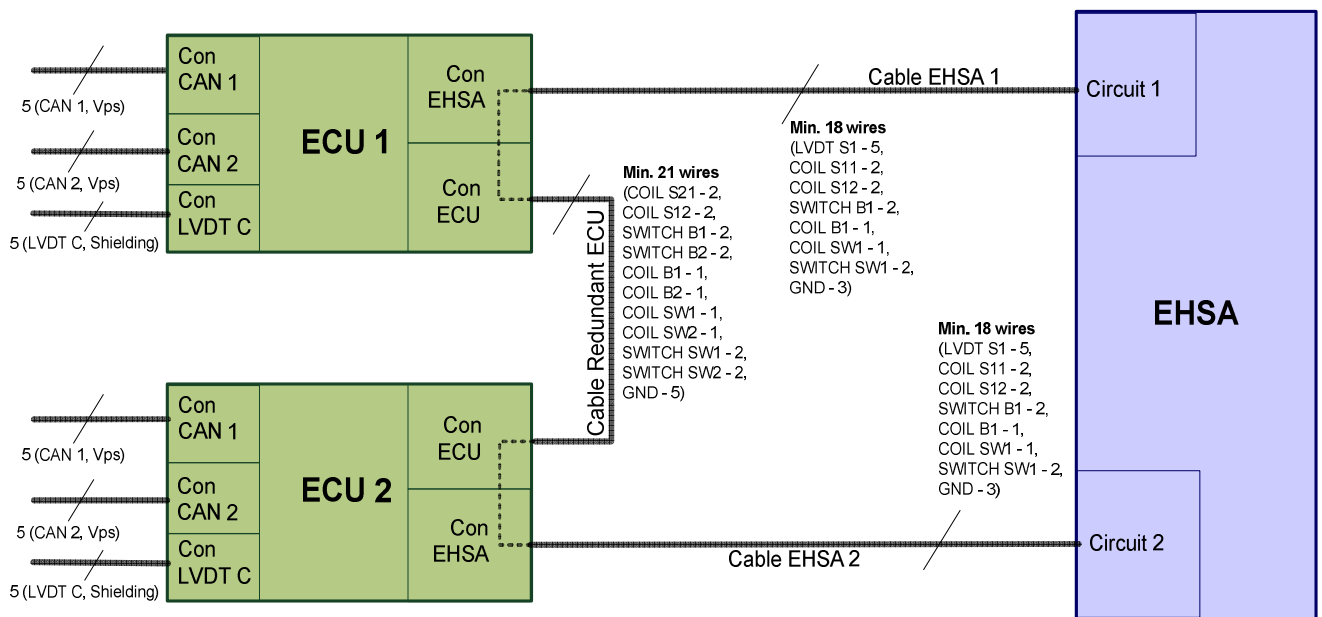 Con
CAN 1
Con
CAN 2
Con
LVDT C
ECU 1
Con
EHSA
Con
ECU
5 (CAN 1, Vps)
5 (CAN 2, Vps)
5 (LVDT C, Shielding)
Cable EHSA 1
Min. 18 wires
(LVDT S1 - 5,
COIL S11 - 2,
COIL S12 - 2,
SWITCH B1 - 2,
COIL B1 - 1,
COIL SW1 - 1,
SWITCH SW1 - 2,
GND - 3)
Circuit 1
Min. 21 wires
(COIL S21 - 2,
COIL S12 - 2,
SWITCH B1 - 2,
SWITCH B2 - 2,
COIL B1 - 1,
COIL B2 - 1,
COIL SW1 - 1,
COIL SW2 - 1,
SWITCH SW1 - 2,
SWITCH SW2 - 2,
GND - 5)
Cable Redundant ECU
EHSA
Min. 18 wires
(LVDT S1 - 5,
COIL S11 - 2,
COIL S12 - 2,
SWITCH B1 - 2,
COIL B1 - 1,
COIL SW1 - 1,
SWITCH SW1 - 2,
GND - 3)
Con
CAN 1
Con
CAN 2
Con
LVDT C
ECU 2
Con
ECU
Con
EHSA
5 (CAN 1, Vps)
5 (CAN 2, Vps)
5 (LVDT C, Shielding)
Cable EHSA 2
Circuit 2